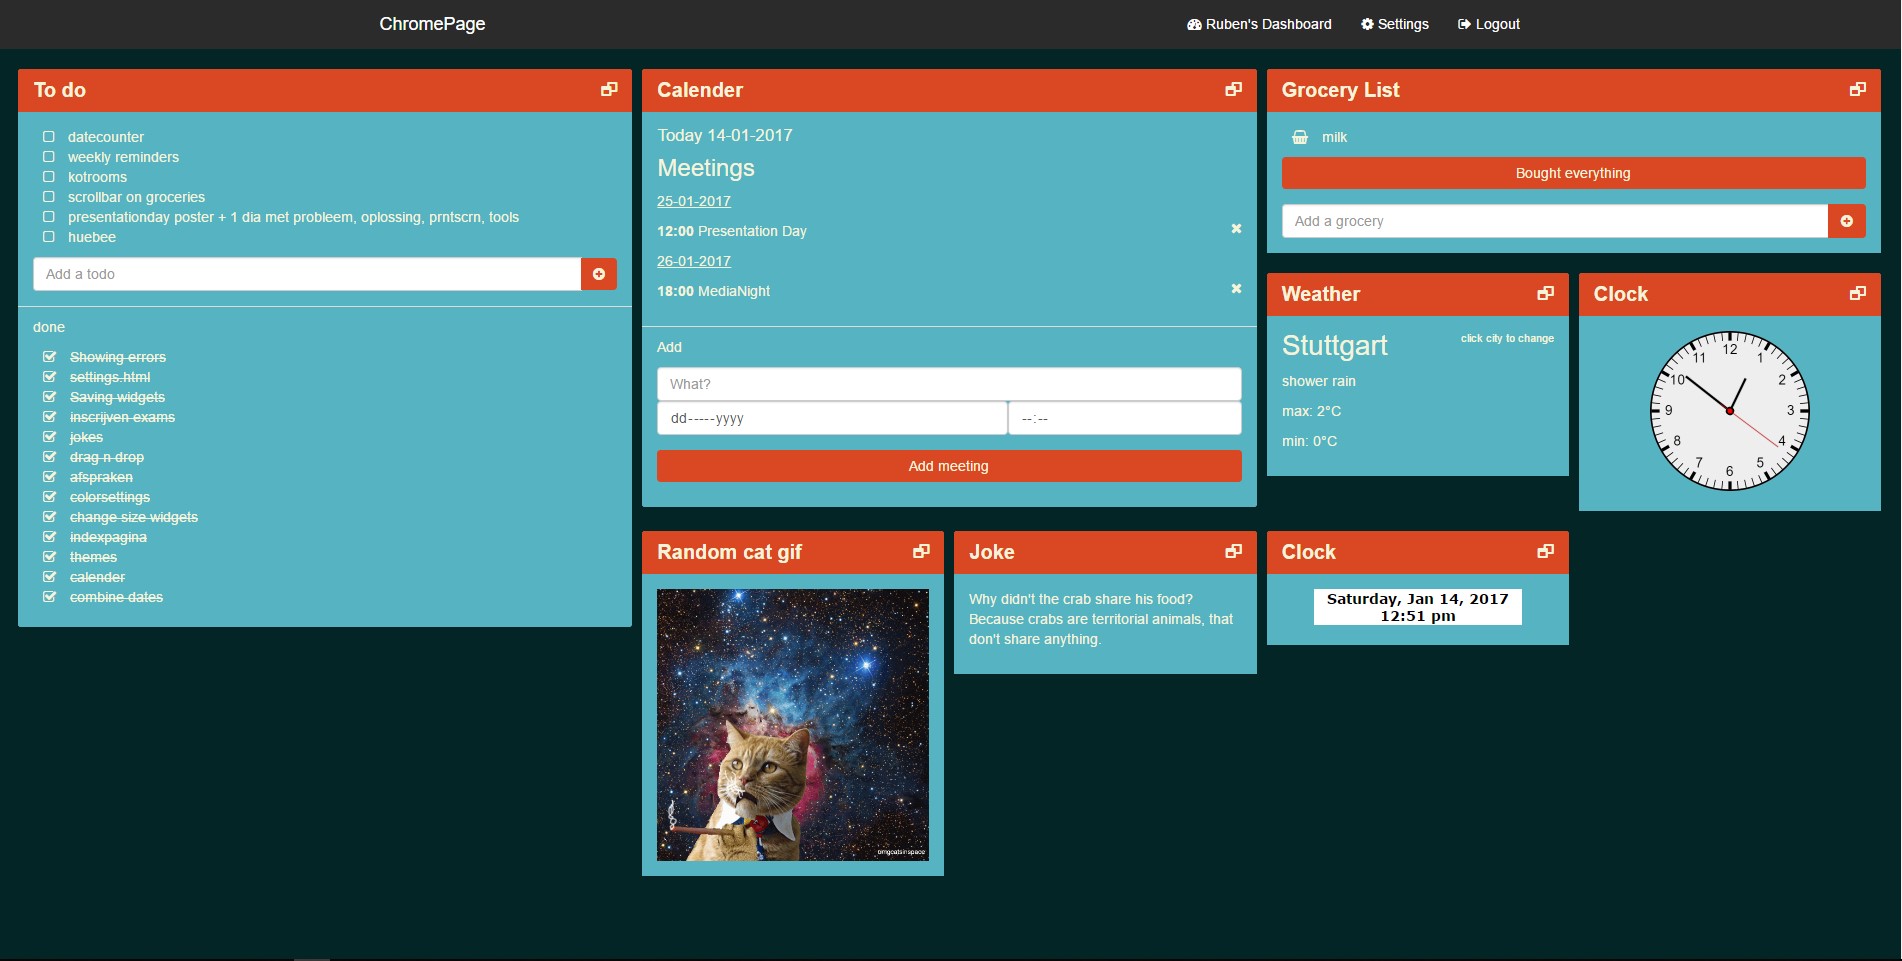 ChromePage
Ruben's Dashboard
Settings
Logout
To do
datecounter
weekly reminders
kotrooms
scrollbar on groceries
presentationday poster + 1 dia met probleem, oplossing, prntscrn, tools
huebee
Add a todo
done
Showing errors
settings.html
Saving widgets
inscrijven exams
jokes
drag n drop
afspraken
colorsettings
change size widgets
indexpagina
themes
calender
combine dates
Calender
Today 14-01-2017
Meetings
25-01-2017
12:00 Presentation Day
26-01-2017
18:00 MediaNight
Add
What?
dd-----yyyy
--:--
Add meeting
Grocery List
milk
Bought everything
Add a grocery
Weather
Stuttgart
click city to change
shower rain
max: 2°C
min: 0°C
Clock
12
1
2
3
4
5
6
7
8
9
10
11
Random cat gif
omgcatsinspace
Joke
Why didn't the crab share his food?
Because crabs are territorial animals, that
don't share anything.
Clock
Saturday, Jan 14, 2017
12:51 pm